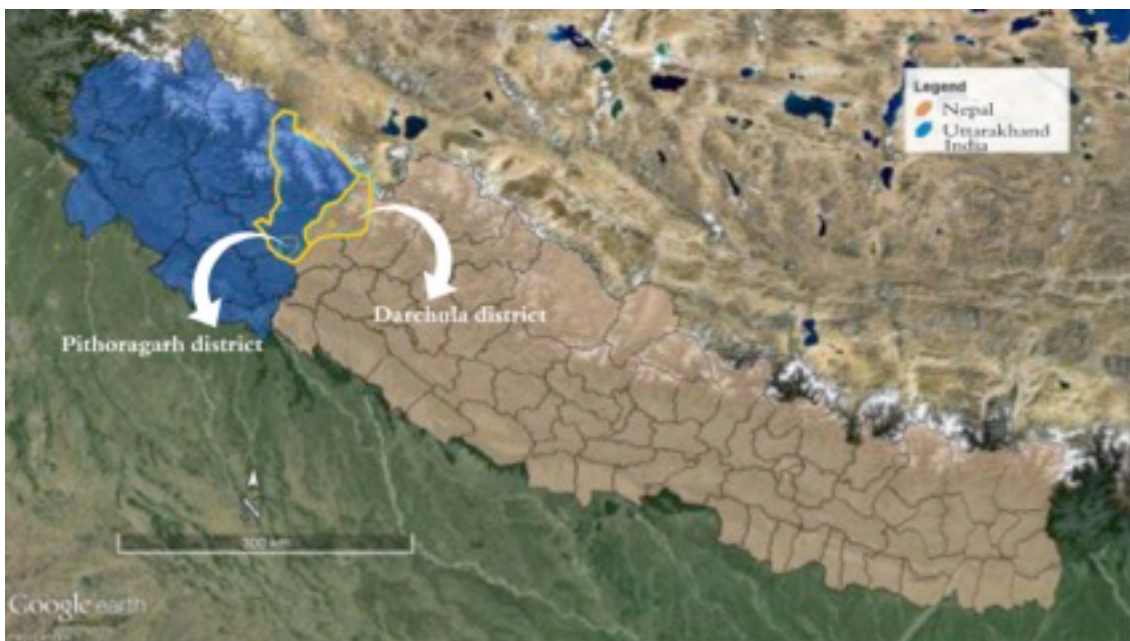 Legend
Nepal
Uttarakhand
India
Darchula district
Pithoragarh district
N
300 km
Google earth